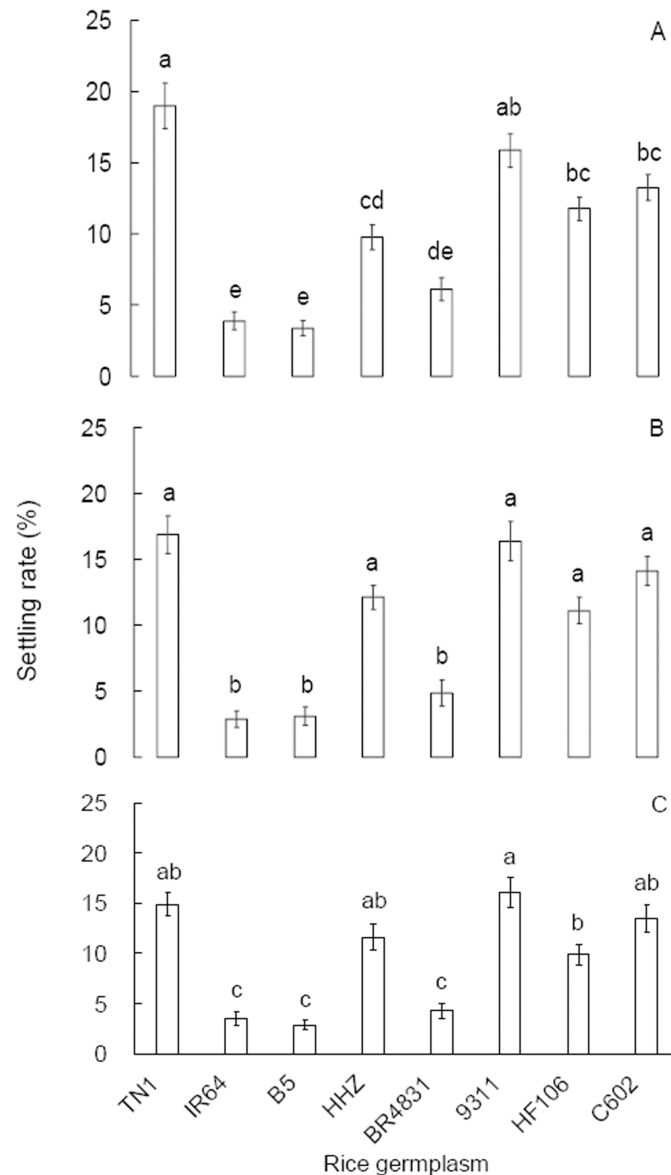 25
A
a
20
ab
15
bc
bc
cd
10
de
5
e
e
0
25
B
20
a
a
a
15
a
a
10
b
5
b
b
0
Settling rate (%)
25
C
20
a
ab
ab
15
ab
b
10
c
5
c
c
0
TN1
IR64
B5
HHZ
BR4831
9311
HF106
C602
Rice germplasm